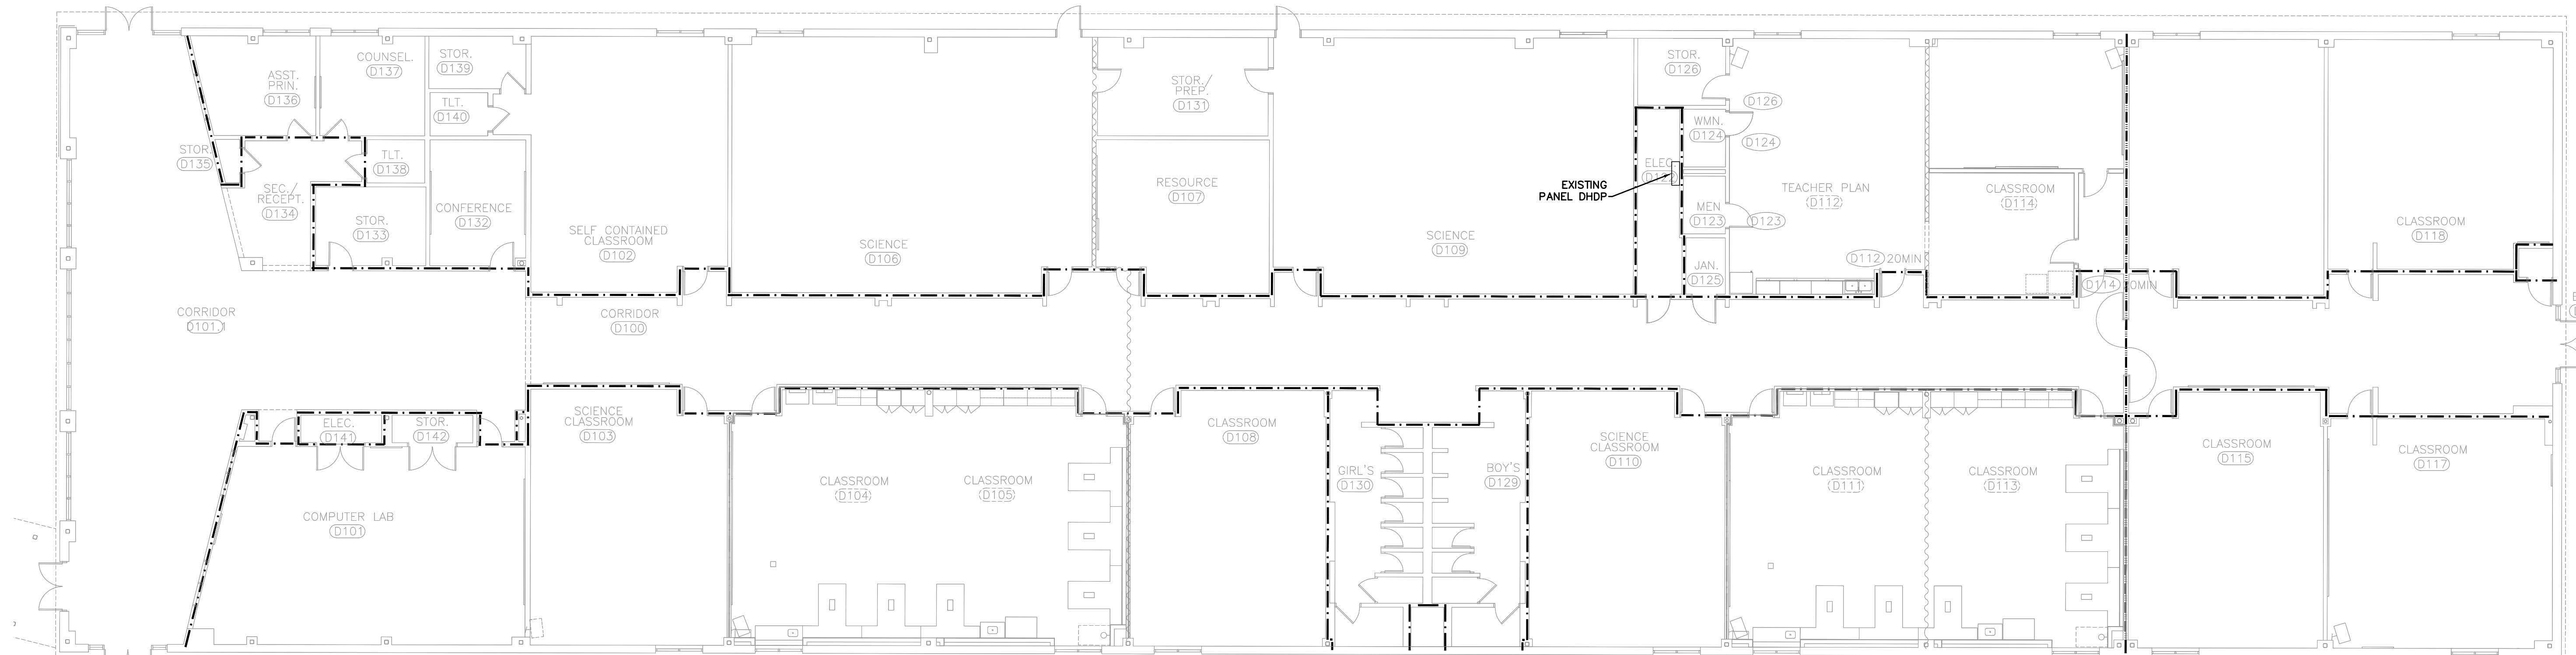 COUNSEL.
D137
STOR.
D139
ASST.
PRIN.
D136
TLT.
D140
STOR.
D135
TLT.
D138
SEC./
RECEPT.
D134
STOR.
D133
CONFERENCE
D132
SELF CONTAINED
CLASSROOM
D102
SCIENCE
D106
STOR./
PREP.
D131
RESOURCE
D107
SCIENCE
D109
STOR.
D126
D126
WMN.
D124
D124
ELEC.
EXISTING
PANEL DHDP
MEN
D123
D123
JAN.
D125
TEACHER PLAN
D112
D112 20MIN
CLASSROOM
D114
D114 20MIN
CLASSROOM
D118
CORRIDOR
D101.1
CORRIDOR
D100
ELEC.
D141
STOR.
D142
COMPUTER LAB
D101
SCIENCE
CLASSROOM
D103
CLASSROOM
D104
CLASSROOM
D105
CLASSROOM
D108
GIRL'S
D130
BOY'S
D129
SCIENCE
CLASSROOM
D110
CLASSROOM
D111
CLASSROOM
D113
CLASSROOM
D115
CLASSROOM
D117